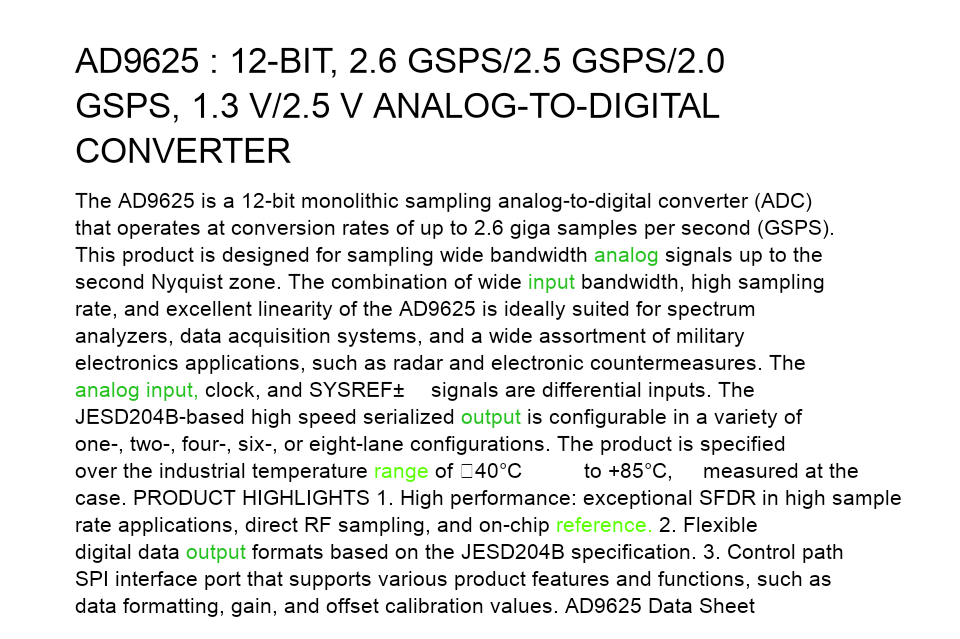 AD9625 : 12-BIT, 2.6 GSPS/2.5 GSPS/2.0
GSPS, 1.3 V/2.5 V ANALOG-TO-DIGITAL
CONVERTER
The AD9625 is a 12-bit monolithic sampling analog-to-digital converter (ADC)
that operates at conversion rates of up to 2.6 giga samples per second (GSPS).
This product is designed for sampling wide bandwidth analog signals up to the
second Nyquist zone. The combination of wide input bandwidth, high sampling
rate, and excellent linearity of the AD9625 is ideally suited for spectrum
analyzers, data acquisition systems, and a wide assortment of military
electronics applications, such as radar and electronic countermeasures. The
analog input, clock, and SYSREF± signals are differential inputs. The
JESD204B-based high speed serialized output is configurable in a variety of
one-, two-, four-, six-, or eight-lane configurations. The product is specified
over the industrial temperature range of □40°C to +85°C, measured at the
case. PRODUCT HIGHLIGHTS 1. High performance: exceptional SFDR in high sample
rate applications, direct RF sampling, and on-chip reference. 2. Flexible
digital data output formats based on the JESD204B specification. 3. Control path
SPI interface port that supports various product features and functions, such as
data formatting, gain, and offset calibration values. AD9625 Data Sheet